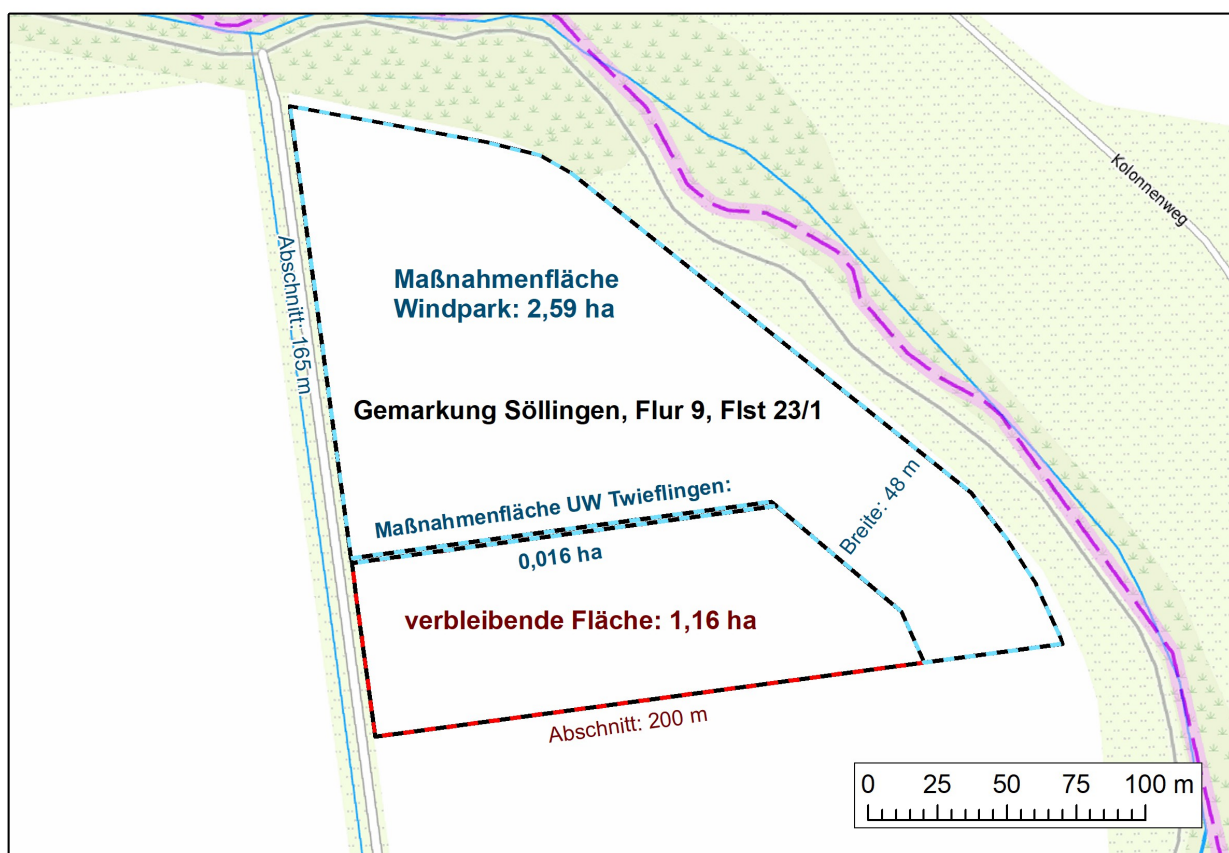 Kolonnenweg
Abschnitt: 165 m
Maßnahmenfläche
Windpark: 2,59 ha
Gemarkung Söllingen, Flur 9, Flst 23/1
Breite: 48 m
Maßnahmenfläche UW Twieflingen:
0,016 ha
verbleibende Fläche: 1,16 ha
Abschnitt: 200 m
0 25 50 75 100 m